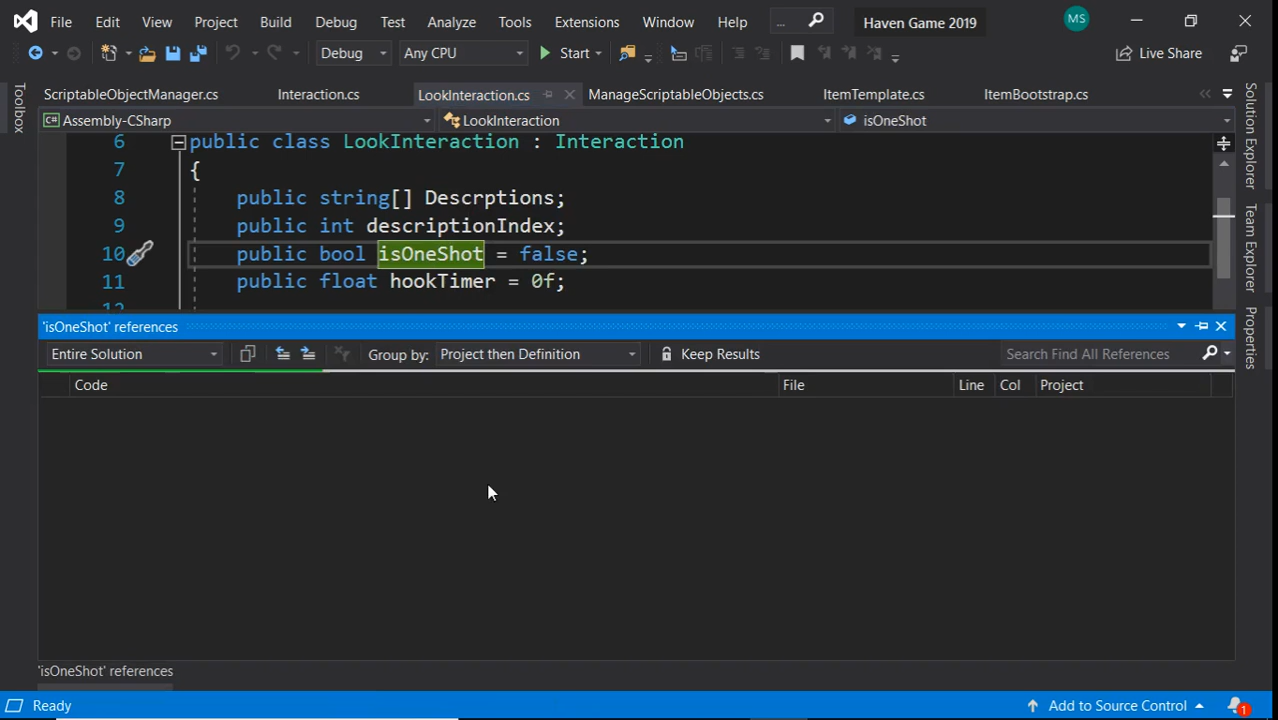 File Edit View Project Build Debug Test Analyze Tools Extensions Window Help ... Haven Game 2019 MS
Debug Any CPU Start Live Share
Toolbox
ScriptableObjectManager.cs Interaction.cs LookInteraction.cs ManageScriptableObjects.cs ItemTemplate.cs ItemBootstrap.cs
C# Assembly-CSharp LookInteraction isOneShot
6 public class LookInteraction : Interaction
7 {
8 public string[] Descrptions;
9 public int descriptionIndex;
10 public bool isOneShot = false;
11 public float hookTimer = 0f;
Solution Explorer
Team Explorer
Properties
'isOneShot' references
Entire Solution Group by: Project then Definition Keep Results Search Find All References
Code File Line Col Project
'isOneShot' references
Ready Add to Source Control 1